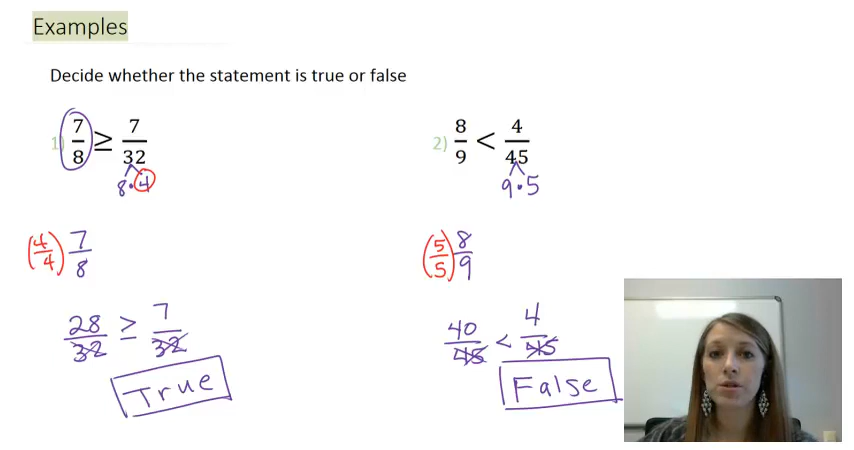 Examples
Decide whether the statement is true or false
1) 7/8 ≥ 7/32
8·4
(4/4) 7/8
28/32 ≥ 7/32
True
2) 8/9 < 4/45
9·5
(5/5) 8/9
40/45 < 4/45
False